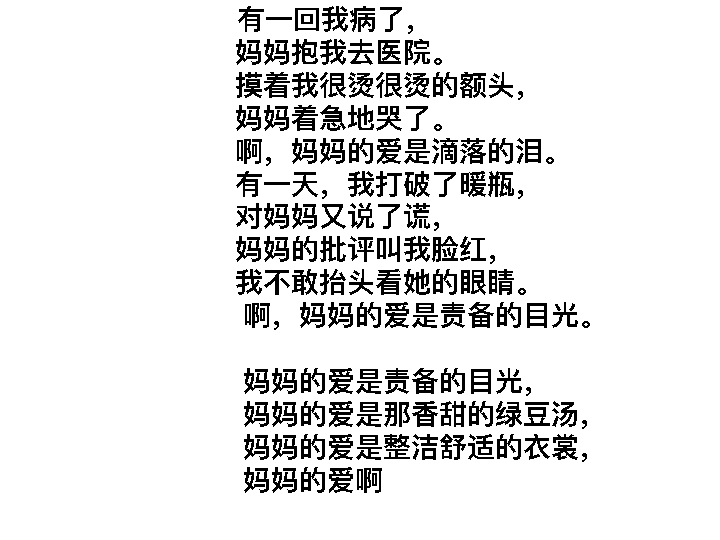 有一回我病了，
妈妈抱我去医院。
摸着我很烫很烫的额头，
妈妈着急地哭了。
啊，妈妈的爱是滴落的泪。
有一天，我打破了暖瓶，
对妈妈又说了谎，
妈妈的批评叫我脸红，
我不敢抬头看她的眼睛。
啊，妈妈的爱是责备的目光。
妈妈的爱是责备的目光，
妈妈的爱是那香甜的绿豆汤，
妈妈的爱是整洁舒适的衣裳，
妈妈的爱啊